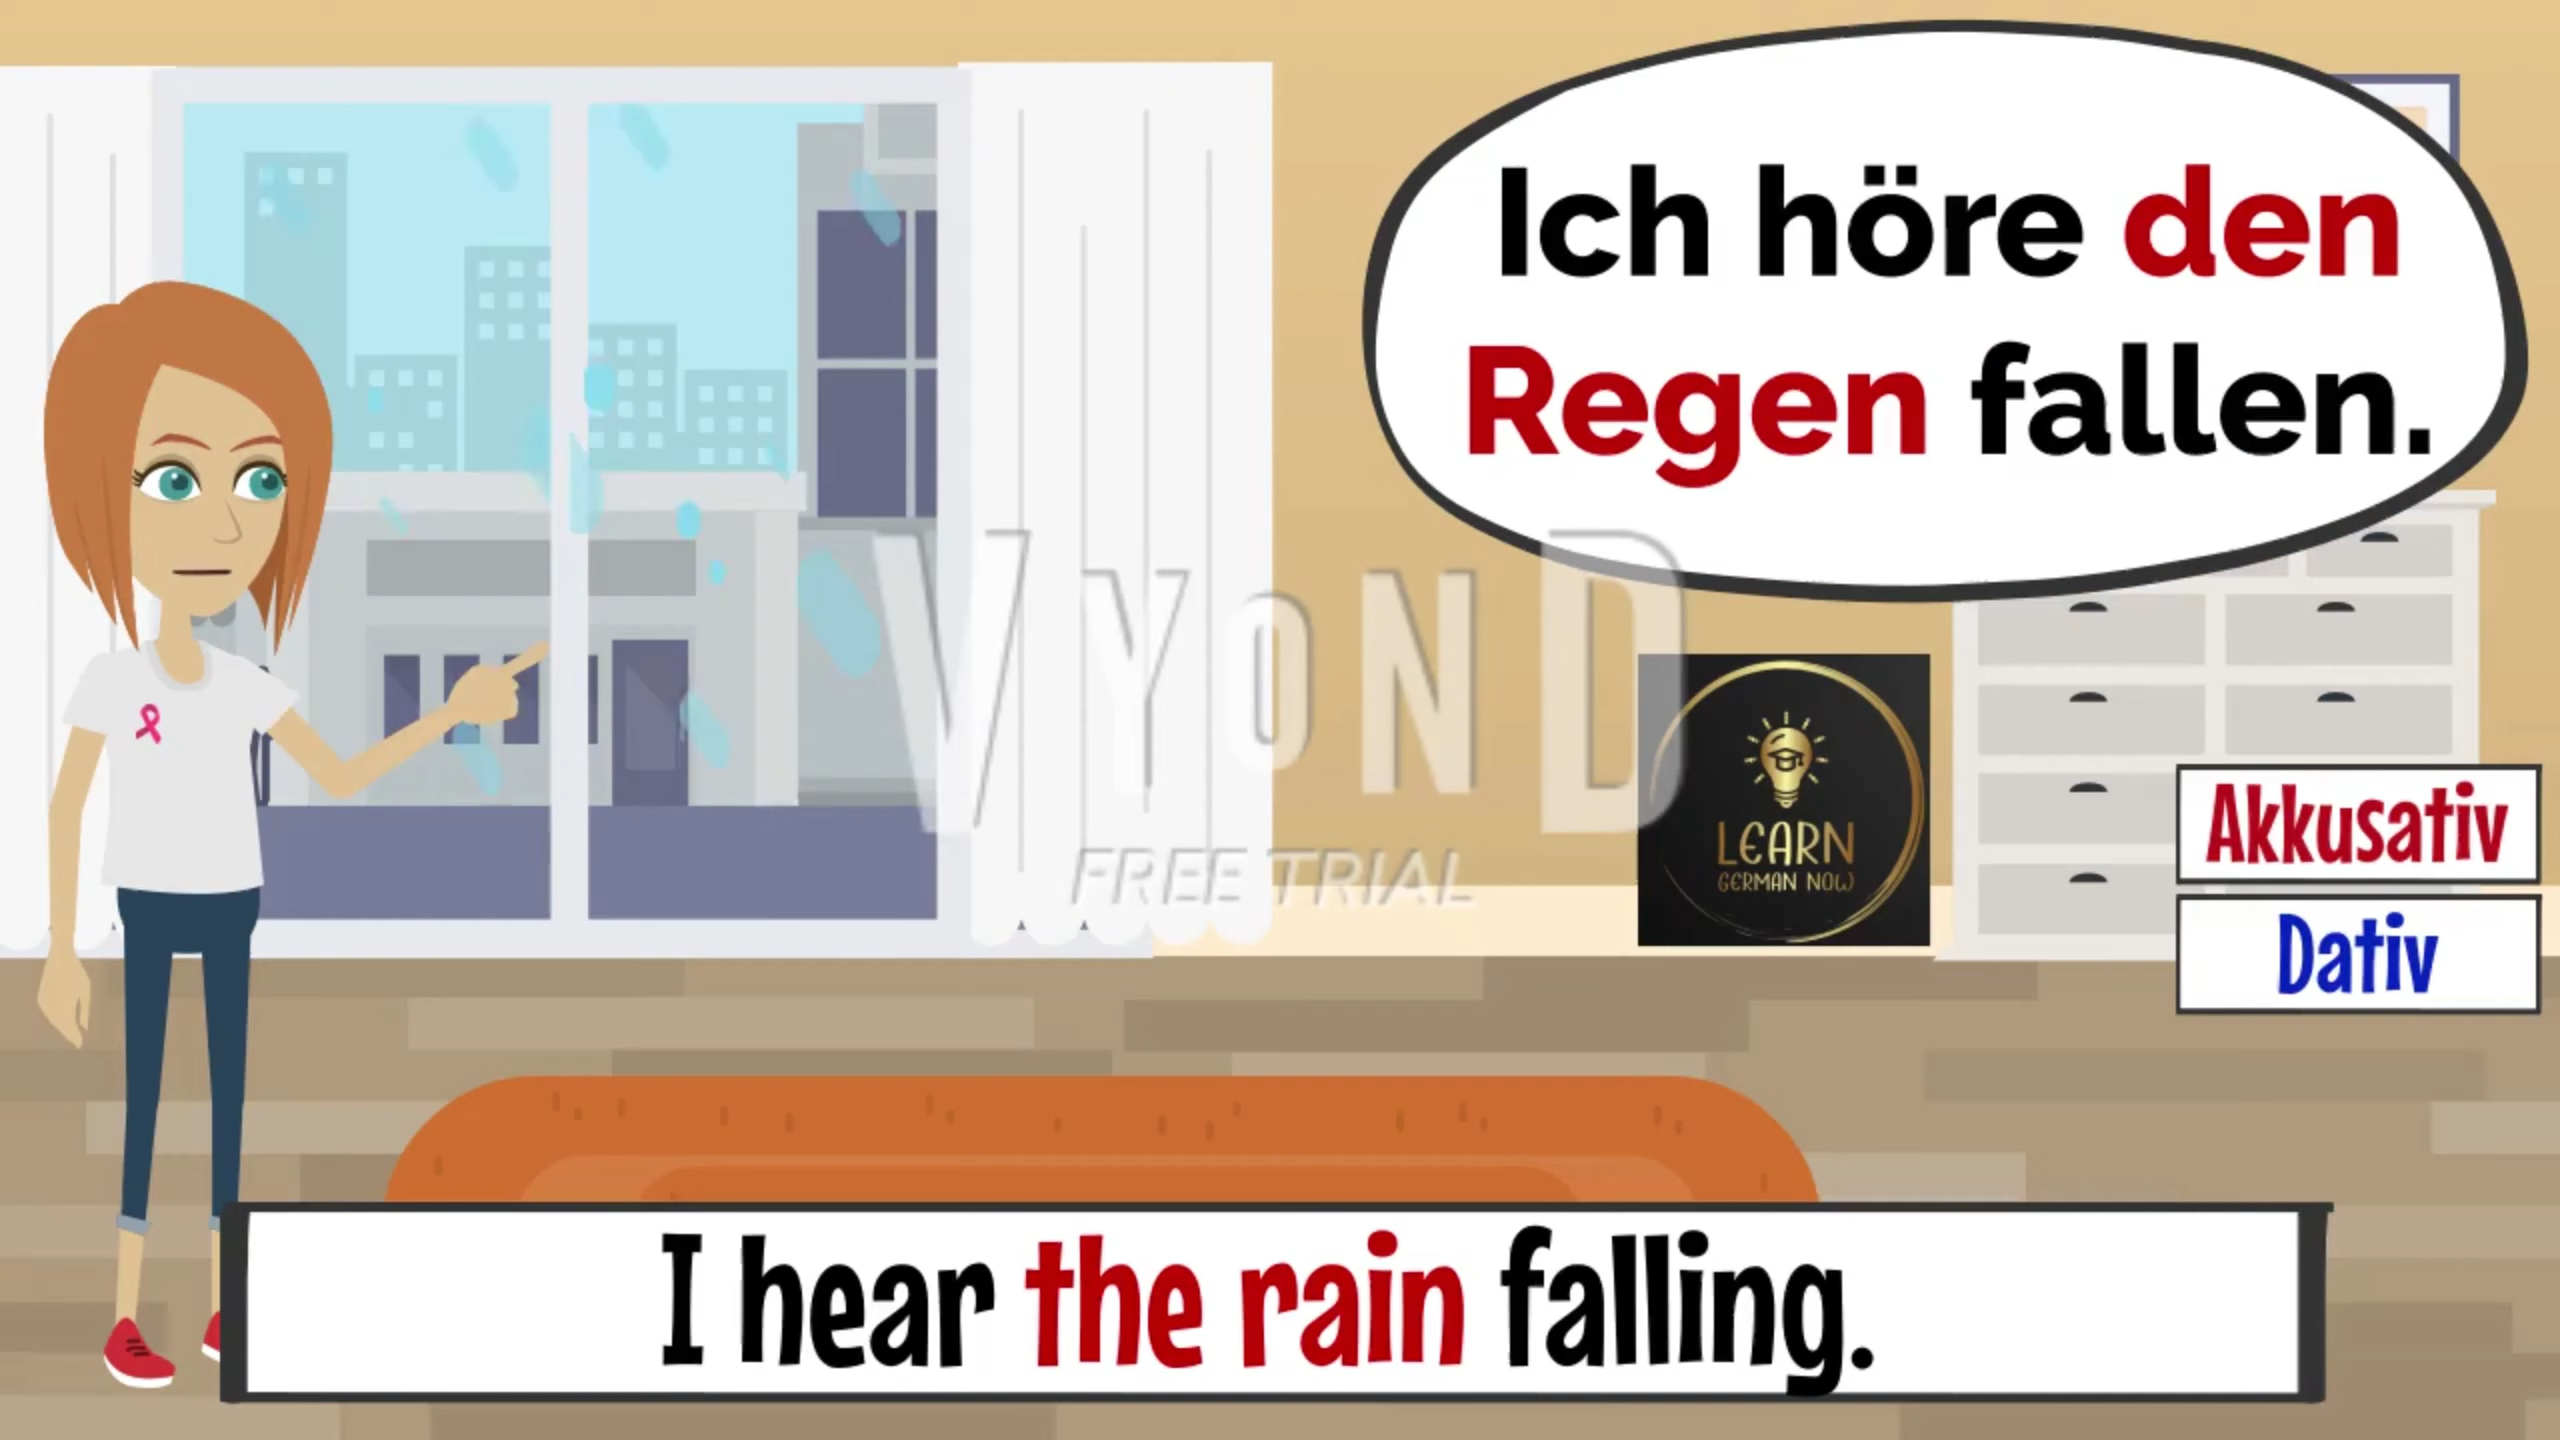 Ich höre den
Regen fallen.
VYOND
FREE TRIAL
LEARN
GERMAN NOW
Akkusativ
Dativ
I hear the rain falling.